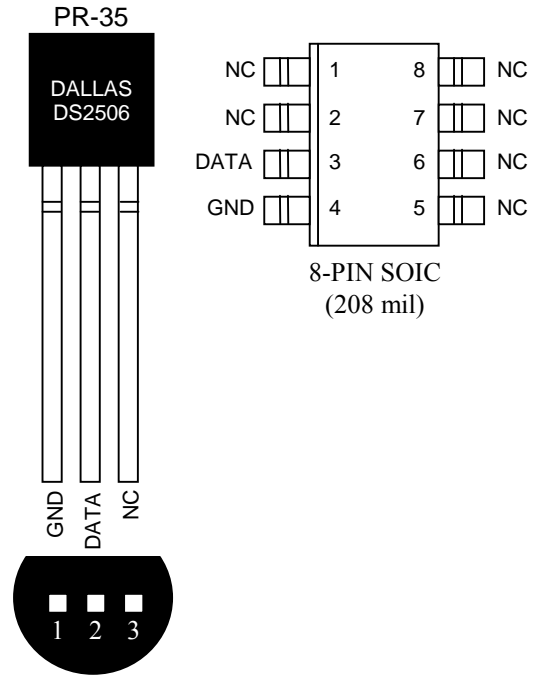 PR-35
DALLAS
DS2506
GND
DATA
NC
1 2 3
NC 1 8 NC
NC 2 7 NC
DATA 3 6 NC
GND 4 5 NC
8-PIN SOIC
(208 mil)